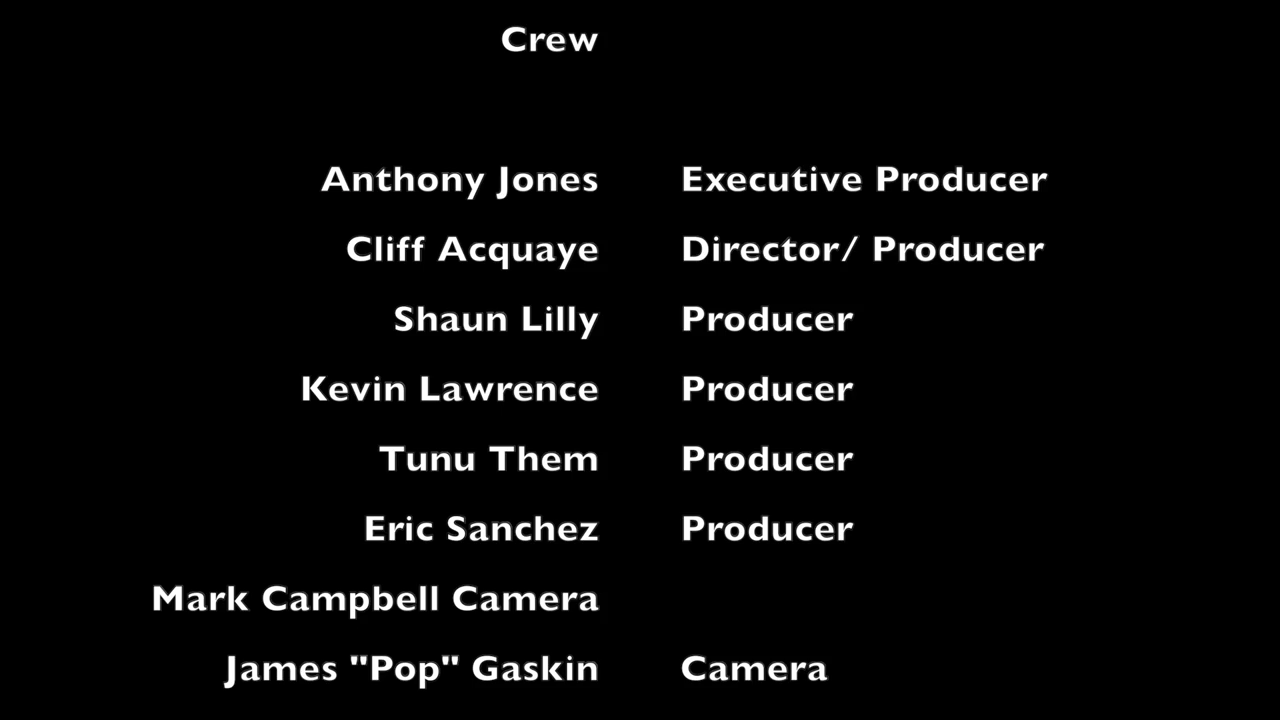 Crew
Anthony Jones Executive Producer
Cliff Acquaye Director/ Producer
Shaun Lilly Producer
Kevin Lawrence Producer
Tunu Them Producer
Eric Sanchez Producer
Mark Campbell Camera
James "Pop" Gaskin Camera